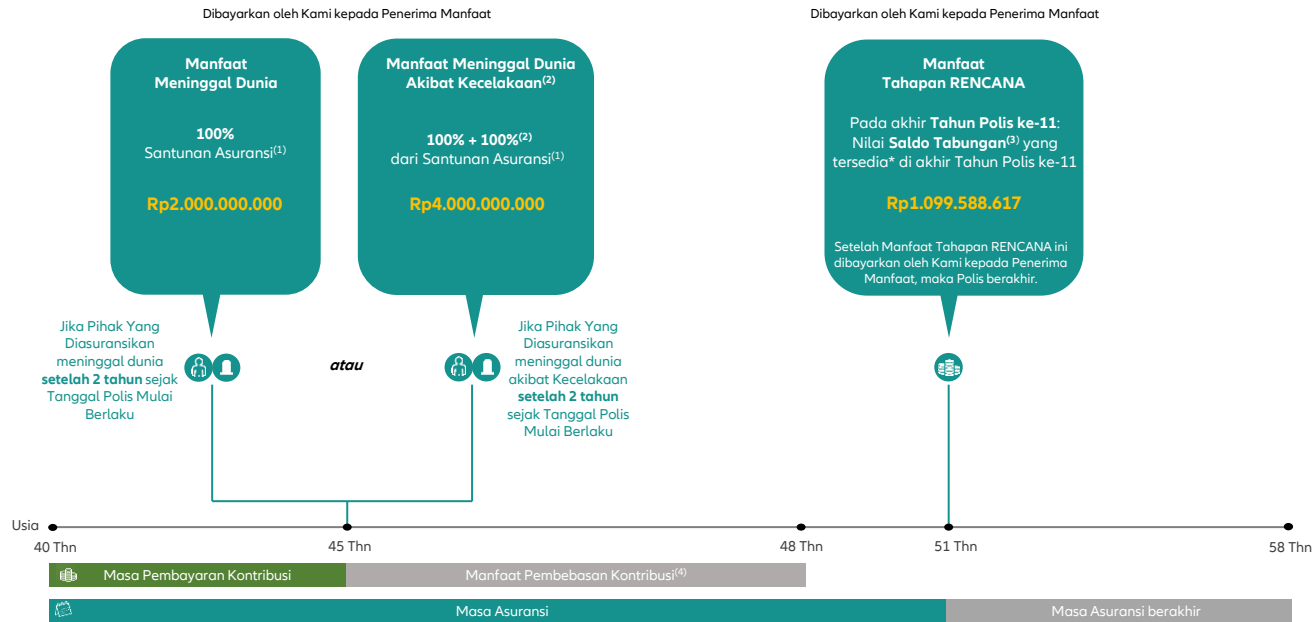 Dibayarkan oleh Kami kepada Penerima Manfaat
Manfaat
Meninggal Dunia
100%
Santunan Asuransi(1)
Rp2.000.000.000
Manfaat Meninggal Dunia
Akibat Kecelakaan(2)
100% + 100%(2)
dari Santunan Asuransi(1)
Rp4.000.000.000
Jika Pihak Yang
Diasuransikan
meninggal dunia
setelah 2 tahun sejak
Tanggal Polis Mulai
Berlaku
atau
Jika Pihak Yang
Diasuransikan
meninggal dunia
akibat Kecelakaan
setelah 2 tahun
sejak Tanggal Polis
Mulai Berlaku
Dibayarkan oleh Kami kepada Penerima Manfaat
Manfaat
Tahapan RENCANA
Pada akhir Tahun Polis ke-11:
Nilai Saldo Tabungan(3) yang
tersedia* di akhir Tahun Polis ke-11
Rp1.099.588.617
Setelah Manfaat Tahapan RENCANA ini
dibayarkan oleh Kami kepada Penerima
Manfaat, maka Polis berakhir.
Usia
40 Thn
45 Thn
48 Thn
51 Thn
58 Thn
Masa Pembayaran Kontribusi
Manfaat Pembebasan Kontribusi(4)
Masa Asuransi
Masa Asuransi berakhir